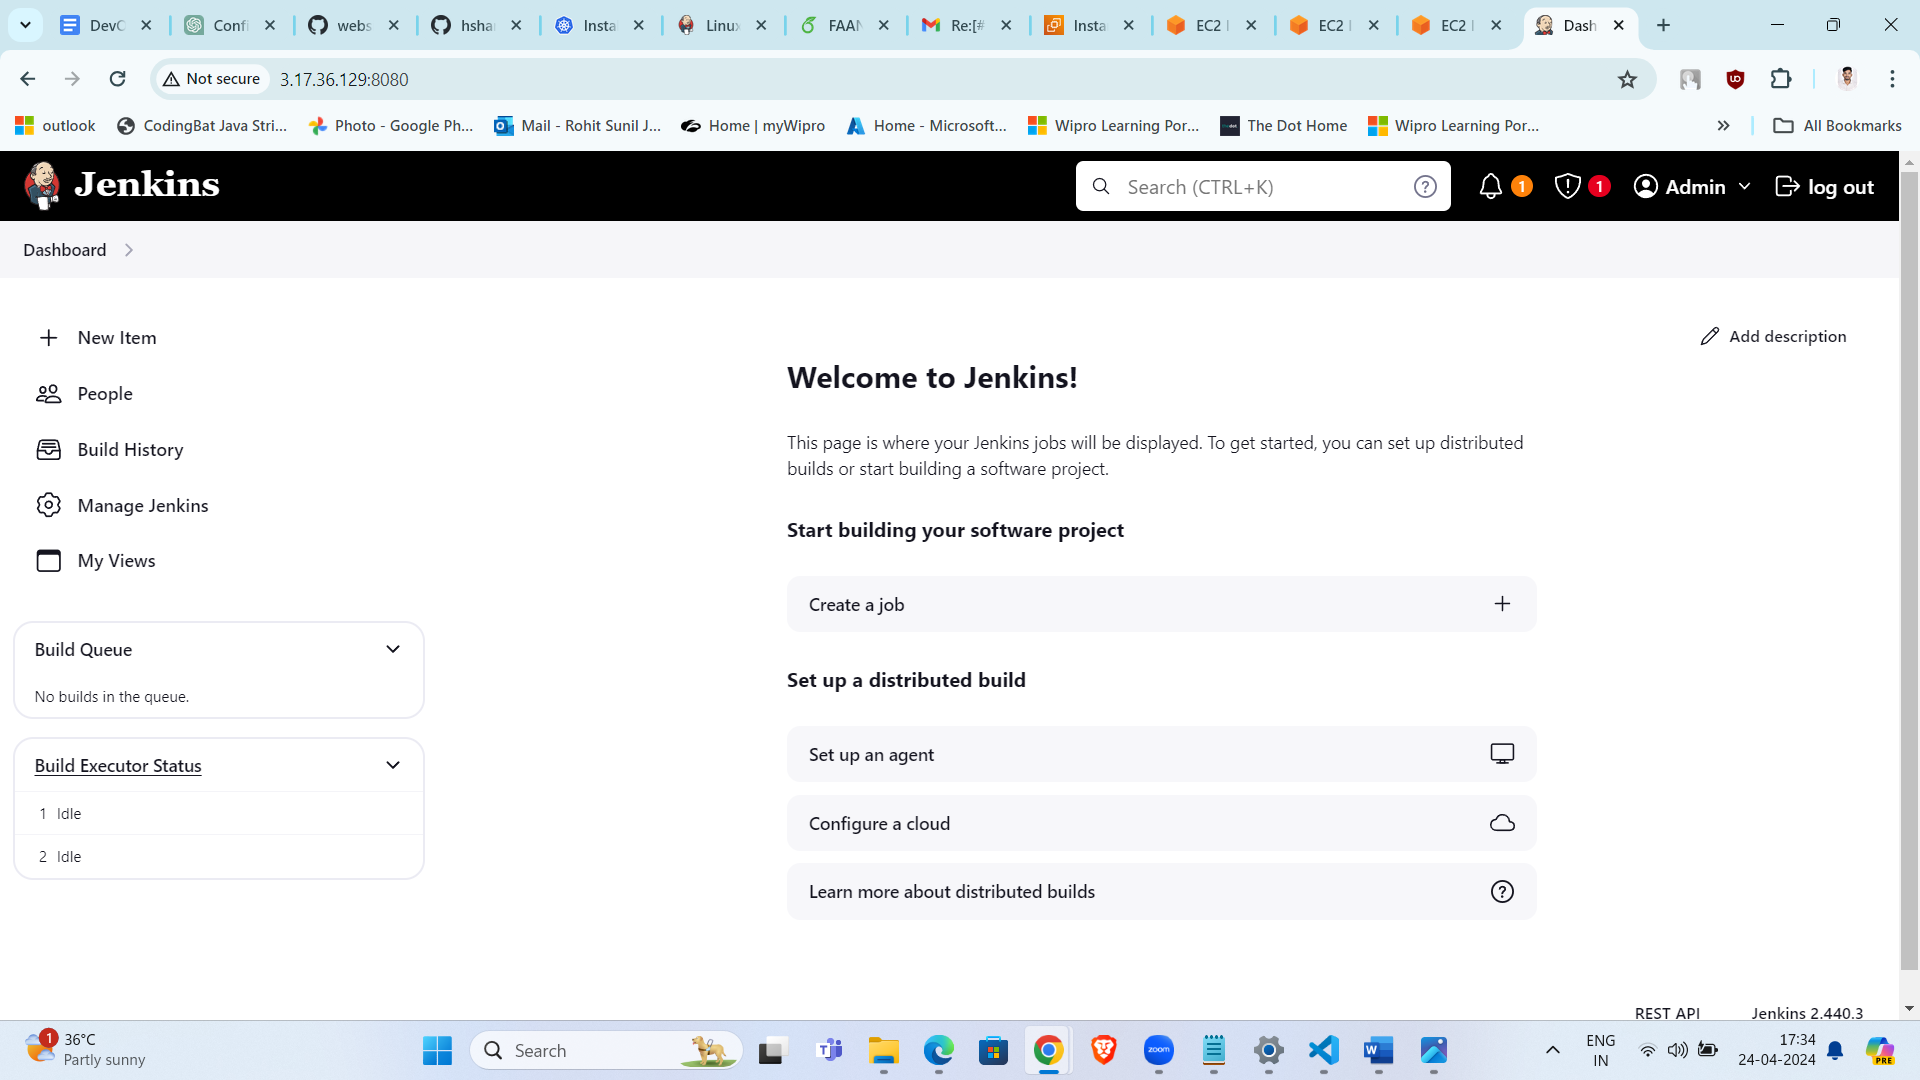 DevC
Confi
webs
hshar
Insta
Linux
FAAN
Re:[#
Insta
EC2 I
EC2 I
EC2 I
Dash
Not secure
3.17.36.129:8080
outlook
CodingBat Java Stri...
Photo - Google Ph...
Mail - Rohit Sunil J...
Home | myWipro
Home - Microsoft...
Wipro Learning Por...
The Dot Home
Wipro Learning Por...
All Bookmarks
Jenkins
Search (CTRL+K)
1
1
Admin
log out
Dashboard
New Item
People
Build History
Manage Jenkins
My Views
Add description
Welcome to Jenkins!
This page is where your Jenkins jobs will be displayed. To get started, you can set up distributed
builds or start building a software project.
Start building your software project
Create a job
Set up a distributed build
Set up an agent
Configure a cloud
Learn more about distributed builds
Build Queue
No builds in the queue.
Build Executor Status
1 Idle
2 Idle
REST API
Jenkins 2.440.3
1
36°C
Partly sunny
Search
zoom
ENG
IN
17:34
24-04-2024
PRE